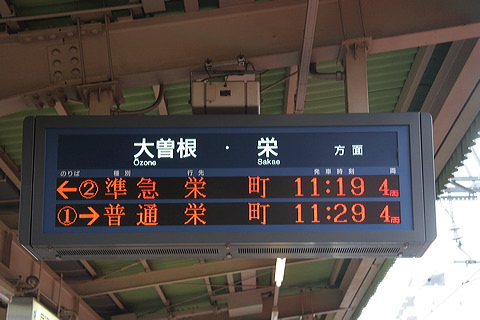 大曽根 ・ 栄 方面
Ozone Sakae
のりば 種別 行先 発車時刻 両
←② 準急 栄町 11:19 4両
①→ 普通 栄町 11:29 4両